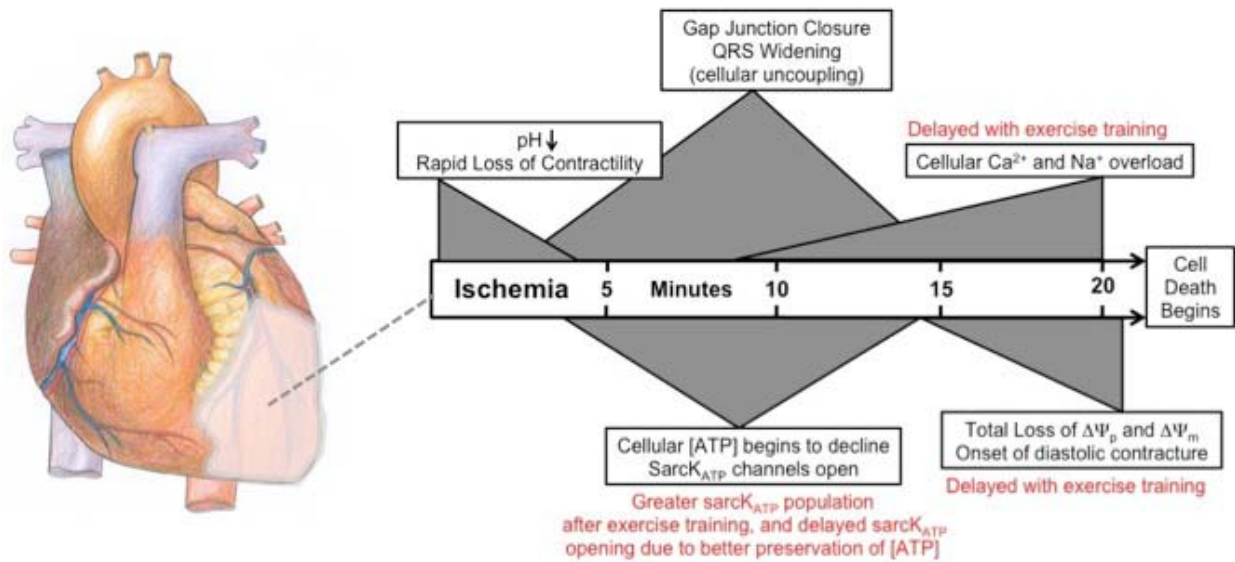 Gap Junction Closure
QRS Widening
(cellular uncoupling)
pH ↓
Rapid Loss of Contractility
Delayed with exercise training
Cellular Ca²⁺ and Na⁺ overload
Ischemia 5 Minutes 10 15 20
Cell
Death
Begins
Cellular [ATP] begins to decline
SarcK_ATP channels open
Greater sarcK_ATP population
after exercise training, and delayed sarcK_ATP
opening due to better preservation of [ATP]
Total Loss of ΔΨ_p and ΔΨ_m
Onset of diastolic contracture
Delayed with exercise training